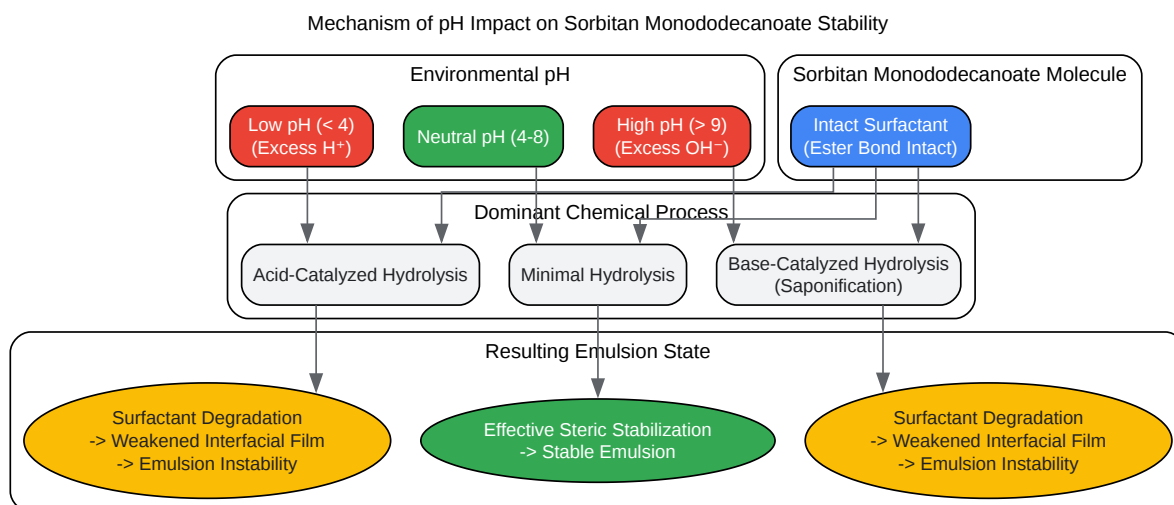 Mechanism of pH Impact on Sorbitan Monododecanoate Stability
Environmental pH
Sorbitan Monododecanoate Molecule
Low pH (< 4)
(Excess H⁺)
Neutral pH (4-8)
High pH (> 9)
(Excess OH⁻)
Intact Surfactant
(Ester Bond Intact)
Dominant Chemical Process
Acid-Catalyzed Hydrolysis
Minimal Hydrolysis
Base-Catalyzed Hydrolysis
(Saponification)
Resulting Emulsion State
Surfactant Degradation
-> Weakened Interfacial Film
-> Emulsion Instability
Effective Steric Stabilization
-> Stable Emulsion
Surfactant Degradation
-> Weakened Interfacial Film
-> Emulsion Instability